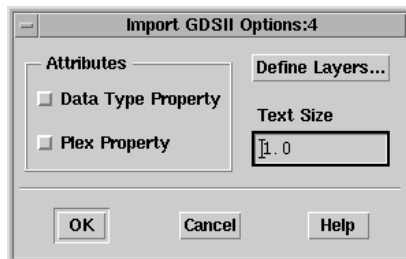 Import GDSII Options:4
Attributes
Data Type Property
Plex Property
Define Layers...
Text Size
1.0
OK
Cancel
Help